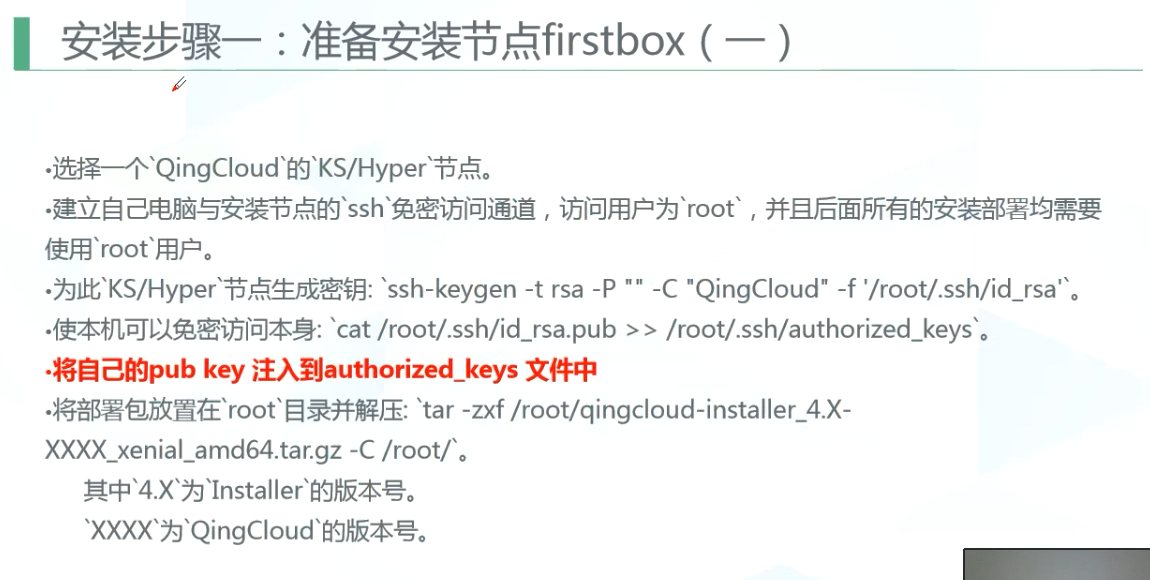 安装步骤一：准备安装节点firstbox（一）
•选择一个`QingCloud`的`KS/Hyper`节点。
•建立自己电脑与安装节点的`ssh`免密访问通道，访问用户为`root`，并且后面所有的安装部署均需要
使用`root`用户。
•为此`KS/Hyper`节点生成密钥: `ssh-keygen -t rsa -P "" -C "QingCloud" -f '/root/.ssh/id_rsa'`。
•使本机可以免密访问本身: `cat /root/.ssh/id_rsa.pub >> /root/.ssh/authorized_keys`。
•将自己的pub key 注入到authorized_keys 文件中
•将部署包放置在`root`目录并解压: `tar -zxf /root/qingcloud-installer_4.X-
XXXX_xenial_amd64.tar.gz -C /root/`。
其中`4.X`为`Installer`的版本号。
`XXXX`为`QingCloud`的版本号。